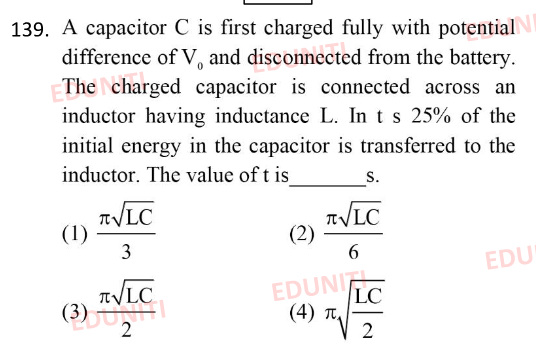 139. A capacitor C is first charged fully with potential
difference of V₀ and disconnected from the battery.
The charged capacitor is connected across an
inductor having inductance L. In t s 25% of the
initial energy in the capacitor is transferred to the
inductor. The value of t is________s.
(1) π√LC / 3 (2) π√LC / 6
(3) π√LC / 2 (4) π√(LC / 2)
EDUNI
EDUNITI
EDUNITI
EDU
EDUNITI
EDUNITI